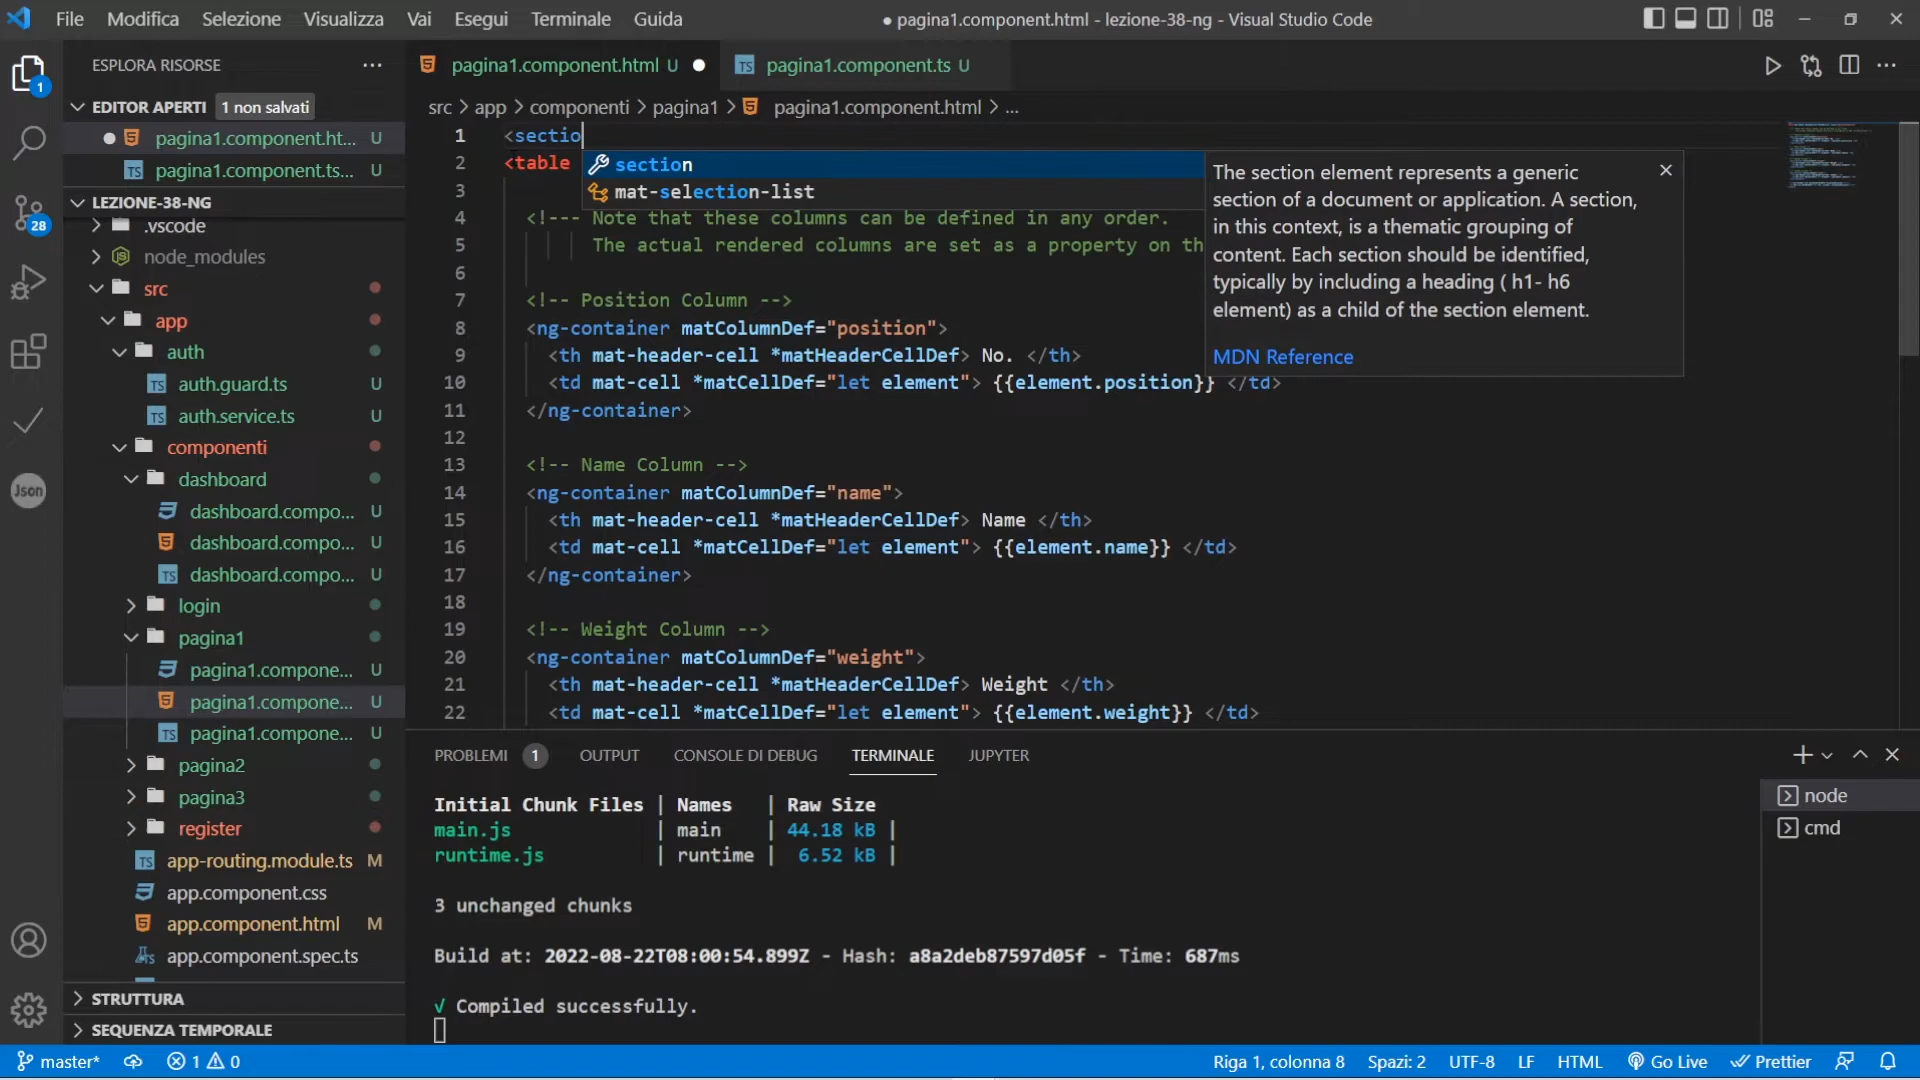 File Modifica Selezione Visualizza Vai Esegui Terminale Guida
● pagina1.component.html - lezione-38-ng - Visual Studio Code
ESPLORA RISORSE ...
1
EDITOR APERTI 1 non salvati
pagina1.component.ht... U
pagina1.component.ts... U
LEZIONE-38-NG
28
.vscode
node_modules
src
app
auth
TS auth.guard.ts U
TS auth.service.ts U
componenti
dashboard
dashboard.compo... U
dashboard.compo... U
TS dashboard.compo... U
login
pagina1
pagina1.compone... U
pagina1.compone... U
TS pagina1.compone... U
pagina2
pagina3
register
TS app-routing.module.ts M
app.component.css
app.component.html M
app.component.spec.ts
STRUTTURA
SEQUENZA TEMPORALE
Json
pagina1.component.html U ●
TS pagina1.component.ts U
src > app > componenti > pagina1 > pagina1.component.html > ...
1 <sectio
2 <table
3
4 <!--- Note that these columns can be defined in any order.
5 The actual rendered columns are set as a property on th
6
7 <!-- Position Column -->
8 <ng-container matColumnDef="position">
9 <th mat-header-cell *matHeaderCellDef> No. </th>
10 <td mat-cell *matCellDef="let element"> {{element.position}} </td>
11 </ng-container>
12
13 <!-- Name Column -->
14 <ng-container matColumnDef="name">
15 <th mat-header-cell *matHeaderCellDef> Name </th>
16 <td mat-cell *matCellDef="let element"> {{element.name}} </td>
17 </ng-container>
18
19 <!-- Weight Column -->
20 <ng-container matColumnDef="weight">
21 <th mat-header-cell *matHeaderCellDef> Weight </th>
22 <td mat-cell *matCellDef="let element"> {{element.weight}} </td>
section
mat-selection-list
The section element represents a generic
section of a document or application. A section,
in this context, is a thematic grouping of
content. Each section should be identified,
typically by including a heading ( h1- h6
element) as a child of the section element.
MDN Reference
PROBLEMI 1 OUTPUT CONSOLE DI DEBUG TERMINALE JUPYTER
Initial Chunk Files | Names | Raw Size
main.js | main | 44.18 kB |
runtime.js | runtime | 6.52 kB |
3 unchanged chunks
Build at: 2022-08-22T08:00:54.899Z - Hash: a8a2deb87597d05f - Time: 687ms
√ Compiled successfully.
node
cmd
master* 1 0
Riga 1, colonna 8 Spazi: 2 UTF-8 LF HTML Go Live Prettier